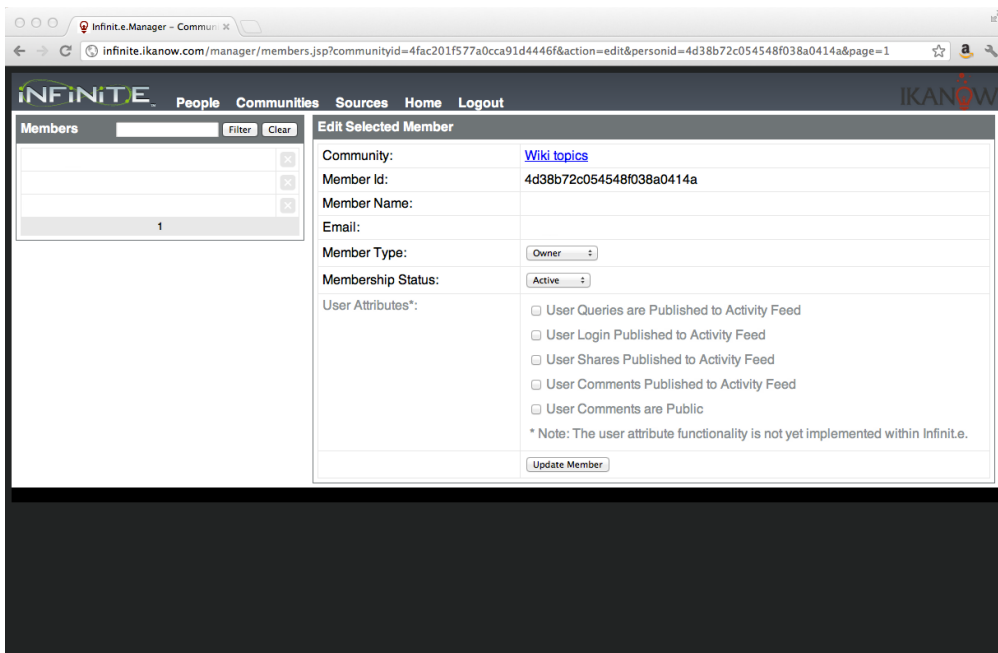 Infinit.e.Manager - Commun
infinite.ikanow.com/manager/members.jsp?communityid=4fac201f577a0cca91d4446f&action=edit&personid=4d38b72c054548f038a0414a&page=1
iNFiNiT.E People Communities Sources Home Logout IKANOW
Members Filter Clear
1
Edit Selected Member
Community: Wiki topics
Member Id: 4d38b72c054548f038a0414a
Member Name:
Email:
Member Type: Owner
Membership Status: Active
User Attributes*:
User Queries are Published to Activity Feed
User Login Published to Activity Feed
User Shares Published to Activity Feed
User Comments Published to Activity Feed
User Comments are Public
* Note: The user attribute functionality is not yet implemented within Infinit.e.
Update Member